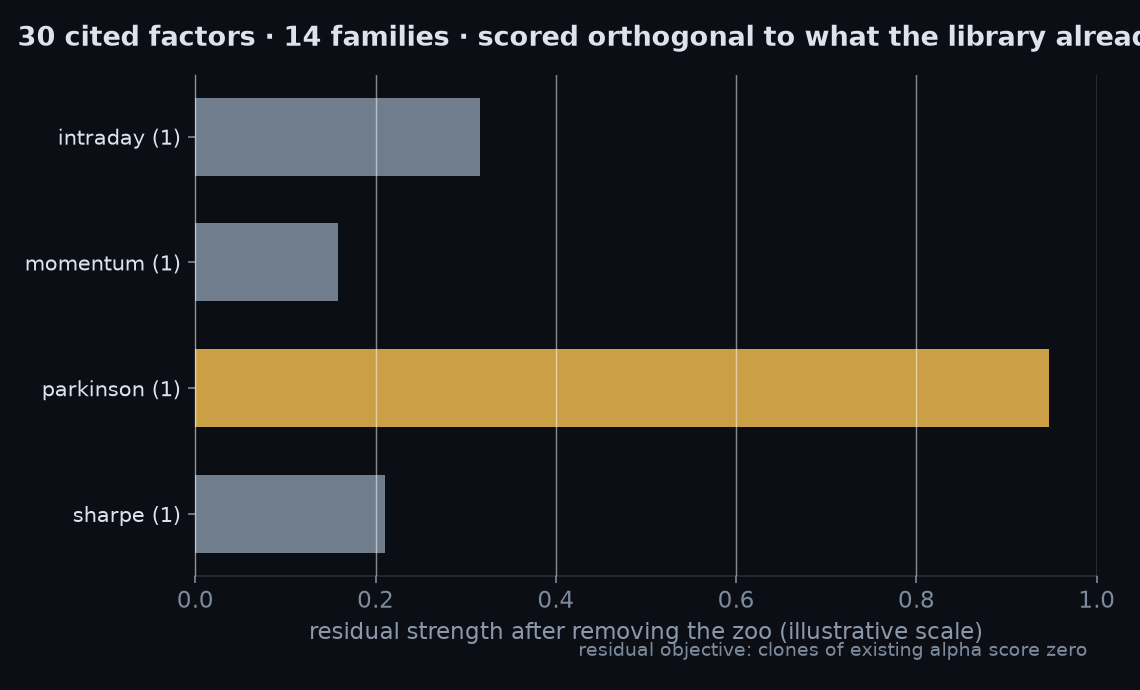 30 cited factors · 14 families · scored orthogonal to what the library
intraday (1)
momentum (1)
parkinson (1)
sharpe (1)
0.0 0.2 0.4 0.6 0.8 1.0
residual strength after removing the zoo (illustrative scale)
residual objective: clones of existing alpha score zero